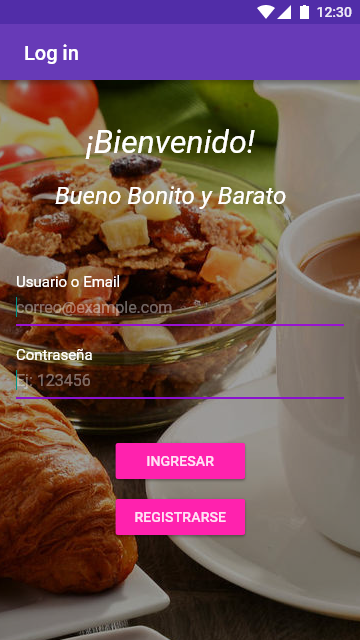 12:30
Log in
¡Bienvenido!
Bueno Bonito y Barato
Usuario o Email
correo@example.com
Contraseña
Ej: 123456
INGRESAR
REGISTRARSE